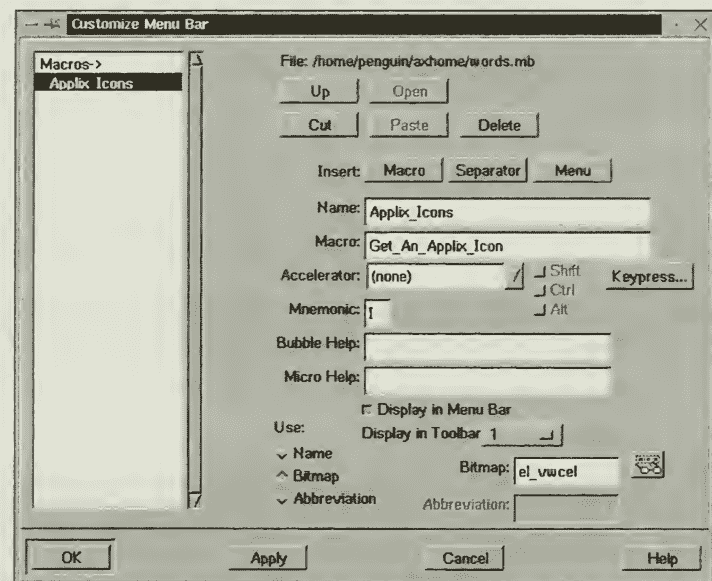 Customize Menu Bar
Macros->
Applix Icons
File: /home/penguin/axhome/words.mb
Up Open
Cut Paste Delete
Insert: Macro Separator Menu
Name: Applix_Icons
Macro: Get_An_Applix_Icon
Accelerator: (none) Shift Keypress...
Ctrl
Mnemonic: I Alt
Bubble Help:
Micro Help:
Display in Menu Bar
Use: Display in Toolbar 1
Name
Bitmap Bitmap: el_vwcel
Abbreviation Abbreviation:
OK Apply Cancel Help